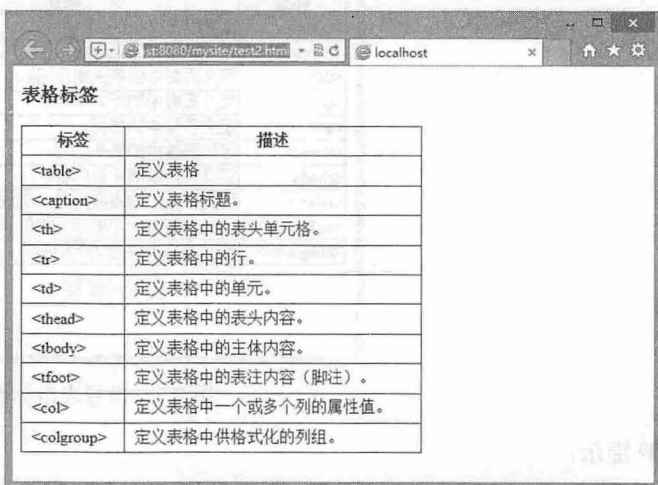 st:8080/mysite/test2.html
localhost
表格标签
标签 描述
<table> 定义表格
<caption> 定义表格标题。
<th> 定义表格中的表头单元格。
<tr> 定义表格中的行。
<td> 定义表格中的单元。
<thead> 定义表格中的表头内容。
<tbody> 定义表格中的主体内容。
<tfoot> 定义表格中的表注内容（脚注）。
<col> 定义表格中一个或多个列的属性值。
<colgroup> 定义表格中供格式化的列组。